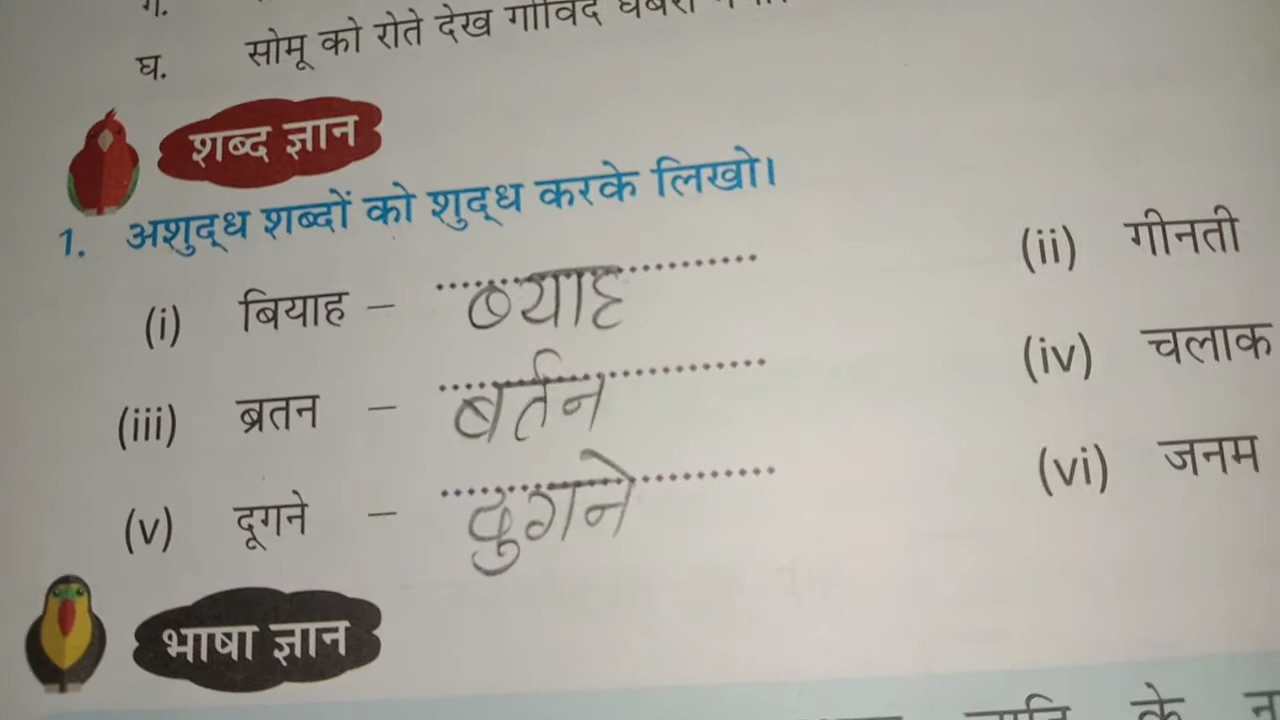 ग.
घ. सोमू को रोते देख गोविंद
शब्द ज्ञान
1. अशुद्ध शब्दों को शुद्ध करके लिखो।
(i) बियाह – ब्याह (ii) गीनती
(iii) ब्रतन – बर्तन (iv) चलाक
(v) दूगने – दुगने (vi) जनम
भाषा ज्ञान
के